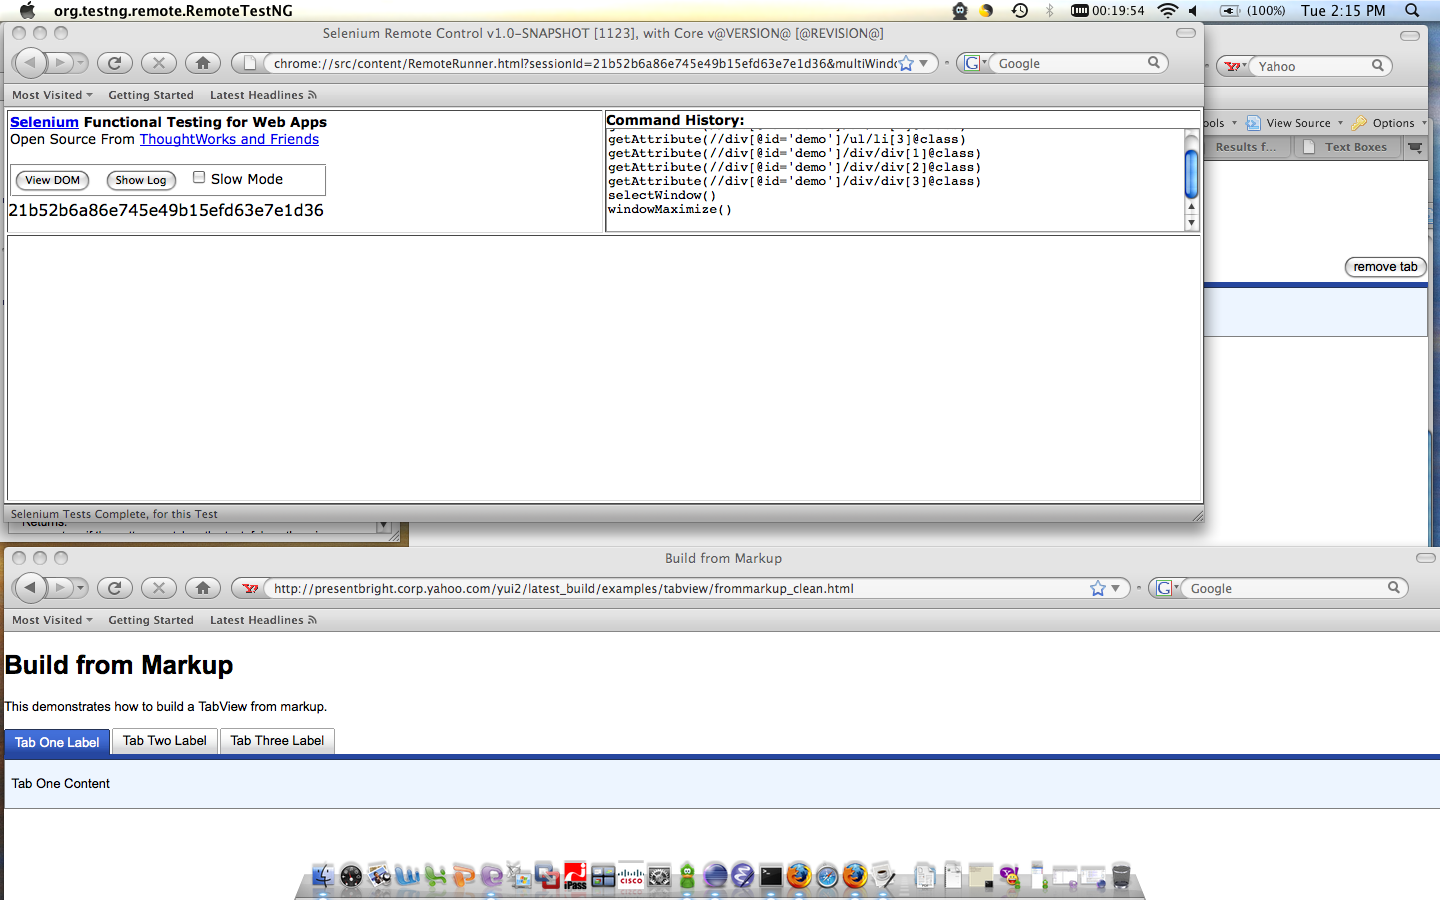 org.testng.remote.RemoteTestNG
00:19:54
(100%)
Tue 2:15 PM
Selenium Remote Control v1.0-SNAPSHOT [1123], with Core v@VERSION@ [@REVISION@]
chrome://src/content/RemoteRunner.html?sessionId=21b52b6a86e745e49b15efd63e7e1d36&multiWindo
Google
Yahoo
Most Visited
Getting Started
Latest Headlines
Selenium Functional Testing for Web Apps
Open Source From ThoughtWorks and Friends
View DOM
Show Log
Slow Mode
21b52b6a86e745e49b15efd63e7e1d36
Command History:
getAttribute(//div[@id='demo']/ul/li[3]@class)
getAttribute(//div[@id='demo']/div/div[1]@class)
getAttribute(//div[@id='demo']/div/div[2]@class)
getAttribute(//div[@id='demo']/div/div[3]@class)
selectWindow()
windowMaximize()
ools
View Source
Options
Results f...
Text Boxes
remove tab
Selenium Tests Complete, for this Test
Returns:
Build from Markup
http://presentbright.corp.yahoo.com/yui2/latest_build/examples/tabview/frommarkup_clean.html
Google
Most Visited
Getting Started
Latest Headlines
Build from Markup
This demonstrates how to build a TabView from markup.
Tab One Label
Tab Two Label
Tab Three Label
Tab One Content
iPass
CISCO